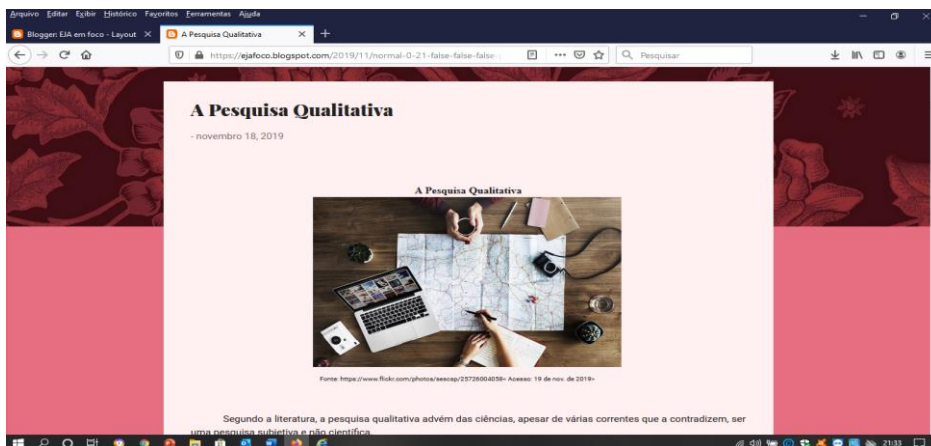 Arquivo Editar Exibir Histórico Favoritos Ferramentas Ajuda
Blogger: EJA em foco - Layout
A Pesquisa Qualitativa
https://ejafoco.blogspot.com/2019/11/normal-0-21-false-false-false
Pesquisar
A Pesquisa Qualitativa
- novembro 18, 2019
A Pesquisa Qualitativa
Fonte: https://www.flickr.com/photos/seescap/25726004058> Acesso: 19 de nov. de 2019>
Segundo a literatura, a pesquisa qualitativa advém das ciências, apesar de várias correntes que a contradizem, ser
uma pesquisa subjetiva e não científica.
21:33